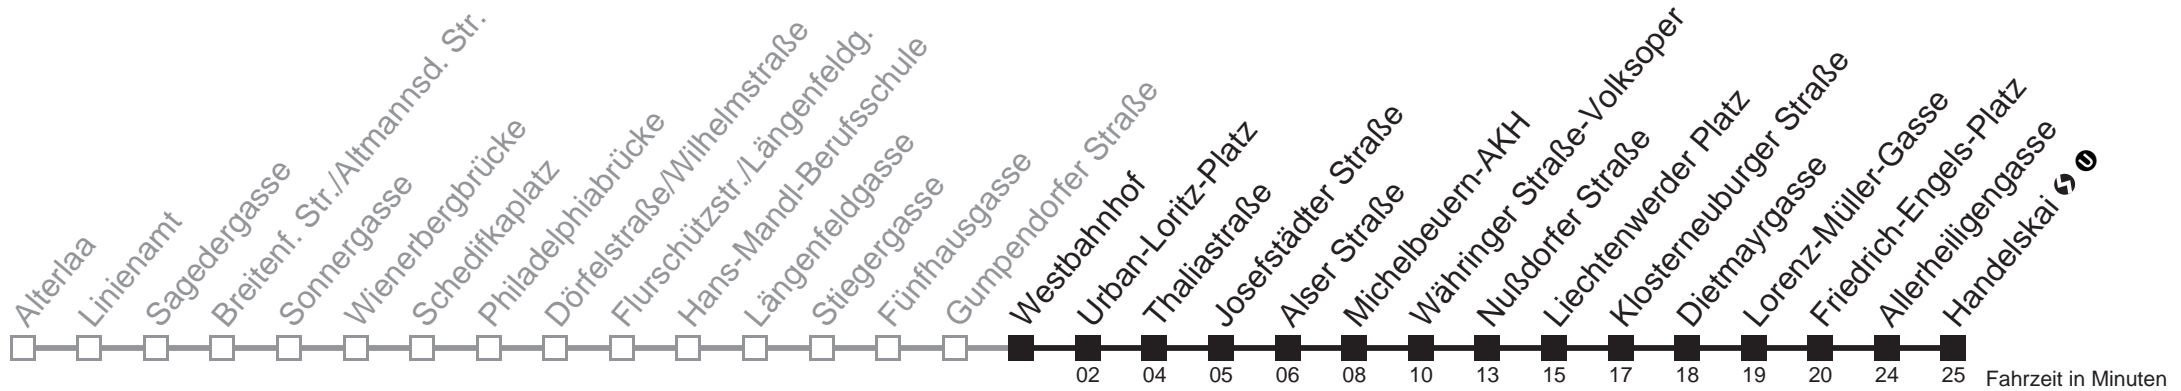 Alterlaa
Linienamt
Sagedergasse
Breitenf. Str./Altmannsd. Str.
Sonnergasse
Wienerbergbrücke
Schedifkaplatz
Philadelphiabrücke
Dörfelstraße/Wilhelmstraße
Flurschützstr./Längenfeldg.
Hans-Mandl-Berufsschule
Längenfeldgasse
Stiegergasse
Fünfhausgasse
Gumpendorfer Straße
Westbahnhof
Urban-Loritz-Platz
Thaliastraße
Josefstädter Straße
Alser Straße
Michelbeuern-AKH
Währinger Straße-Volksoper
Nußdorfer Straße
Liechtenwerder Platz
Klosterneuburger Straße
Dietmayrgasse
Lorenz-Müller-Gasse
Friedrich-Engels-Platz
Allerheiligengasse
Handelskai S U
02 04 05 06 08 10 13 15 17 18 19 20 24 25 Fahrzeit in Minuten